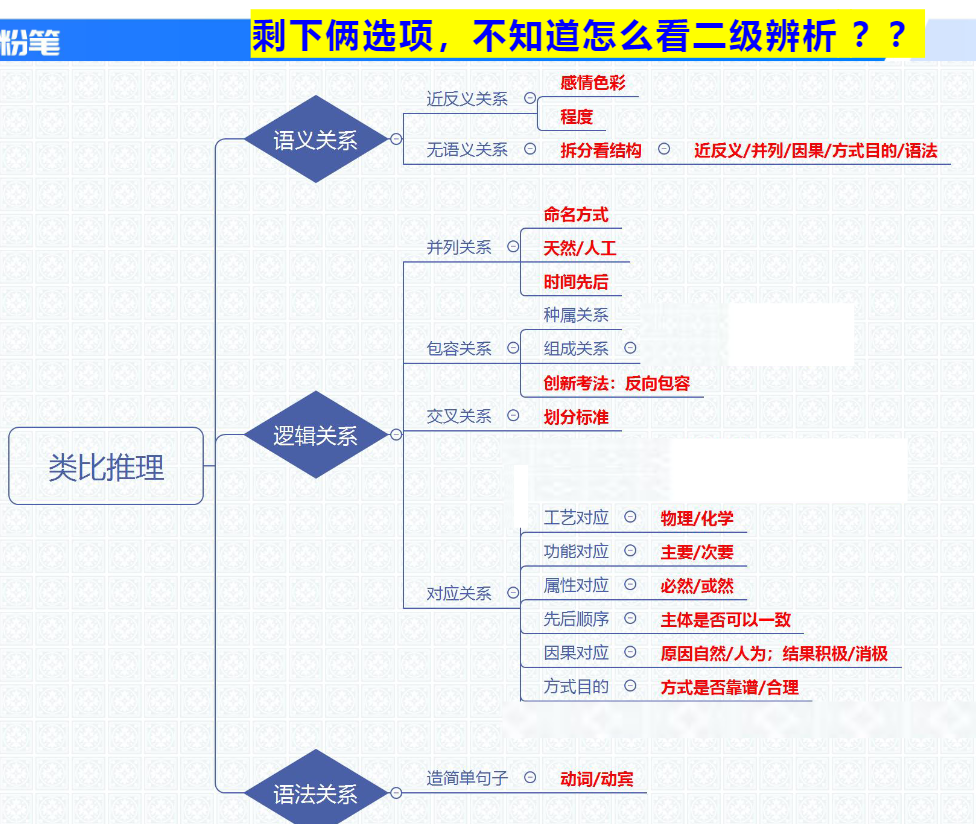 粉笔
剩下俩选项，不知道怎么看二级辨析？？
类比推理
语义关系
近反义关系
感情色彩
程度
无语义关系
拆分看结构
近反义/并列/因果/方式目的/语法
逻辑关系
并列关系
命名方式
天然/人工
时间先后
包容关系
种属关系
组成关系
创新考法：反向包容
交叉关系
划分标准
对应关系
工艺对应
物理/化学
功能对应
主要/次要
属性对应
必然/或然
先后顺序
主体是否可以一致
因果对应
原因自然/人为；结果积极/消极
方式目的
方式是否靠谱/合理
语法关系
造简单句子
动词/动宾